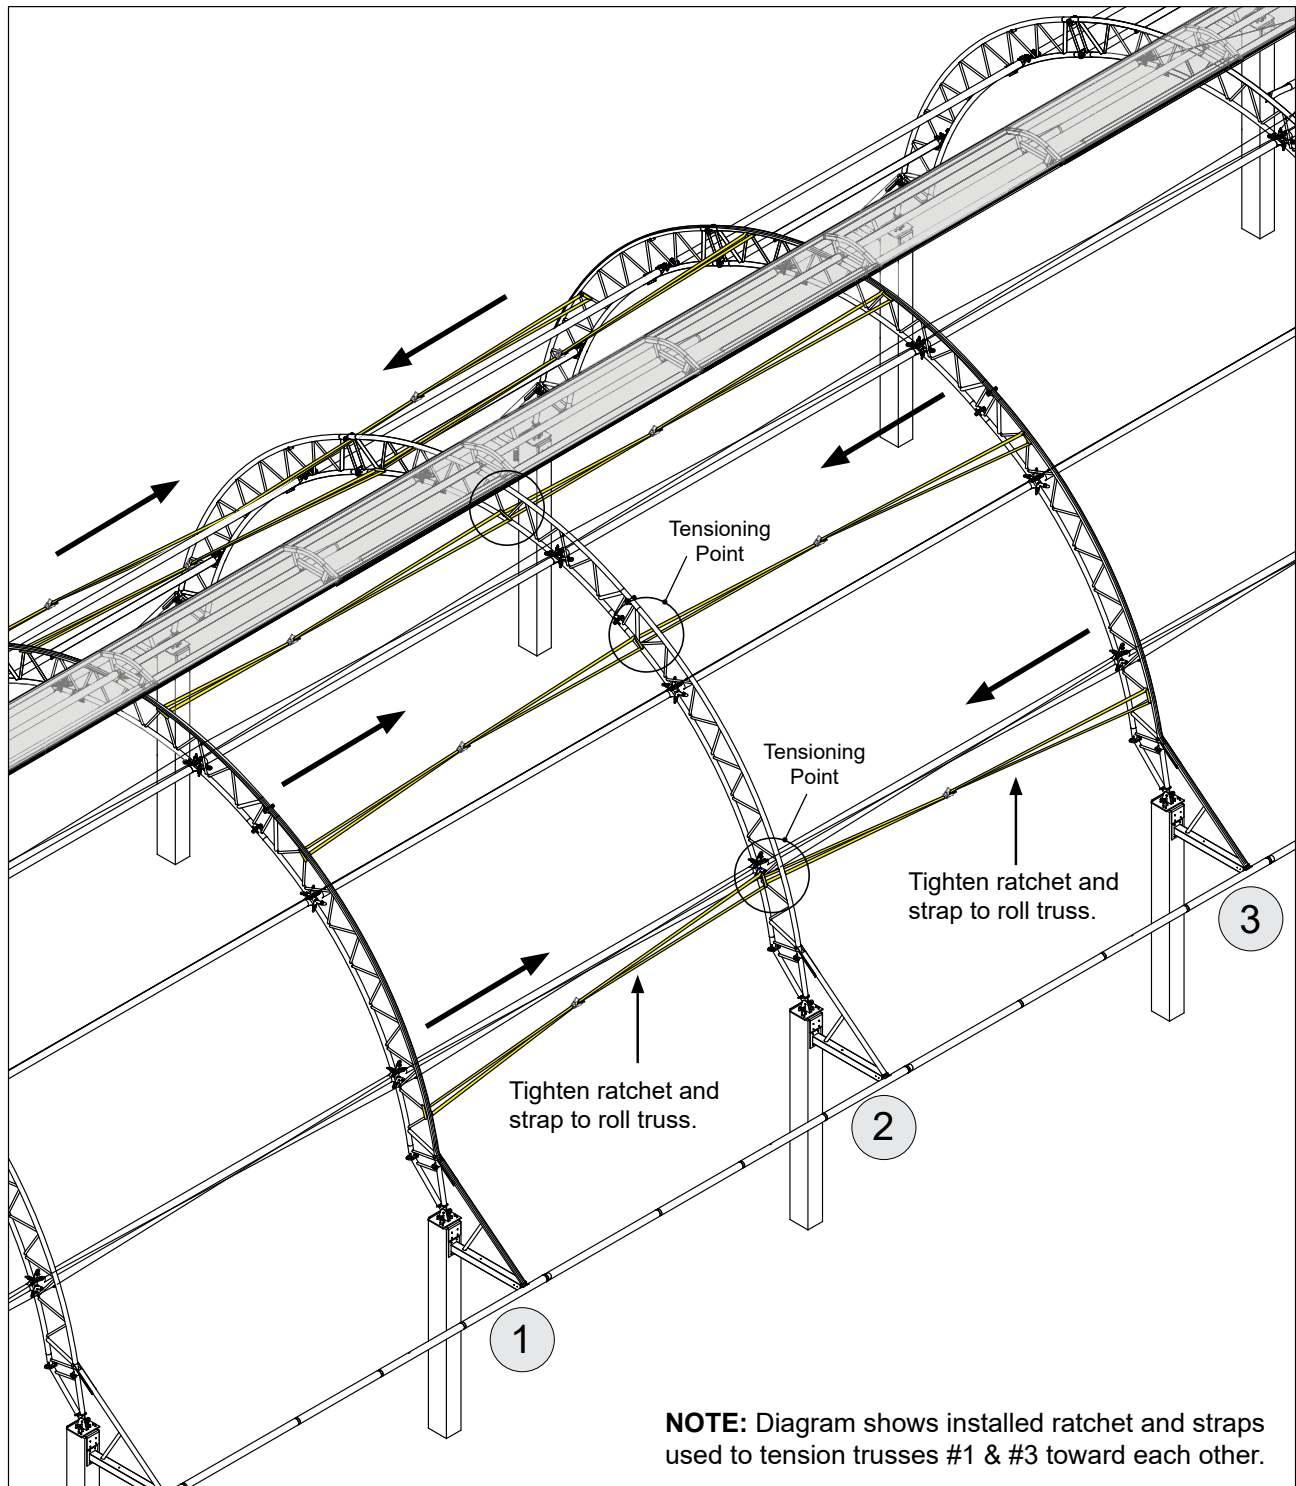 Tensioning
Point
Tensioning
Point
Tighten ratchet and
strap to roll truss.
3
Tighten ratchet and
strap to roll truss.
2
1
NOTE: Diagram shows installed ratchet and straps
used to tension trusses #1 & #3 toward each other.